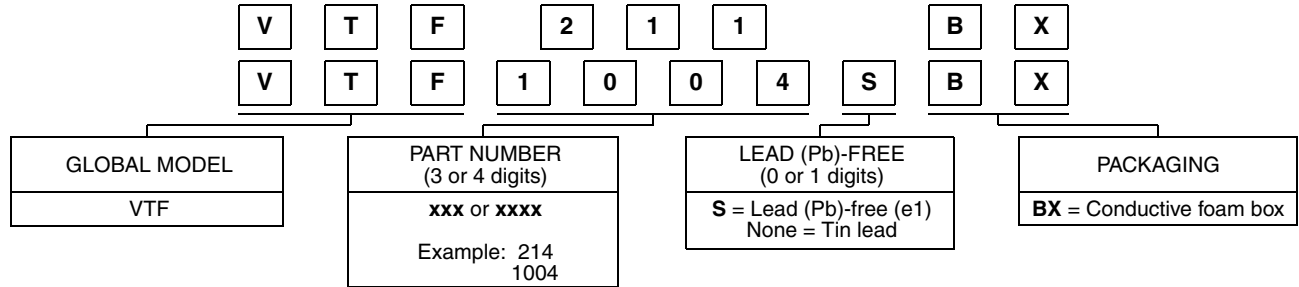 V T F 2 1 1 B X
V T F 1 0 0 4 S B X
GLOBAL MODEL
VTF
PART NUMBER
(3 or 4 digits)
xxx or xxxx
Example: 214
1004
LEAD (Pb)-FREE
(0 or 1 digits)
S = Lead (Pb)-free (e1)
None = Tin lead
PACKAGING
BX = Conductive foam box